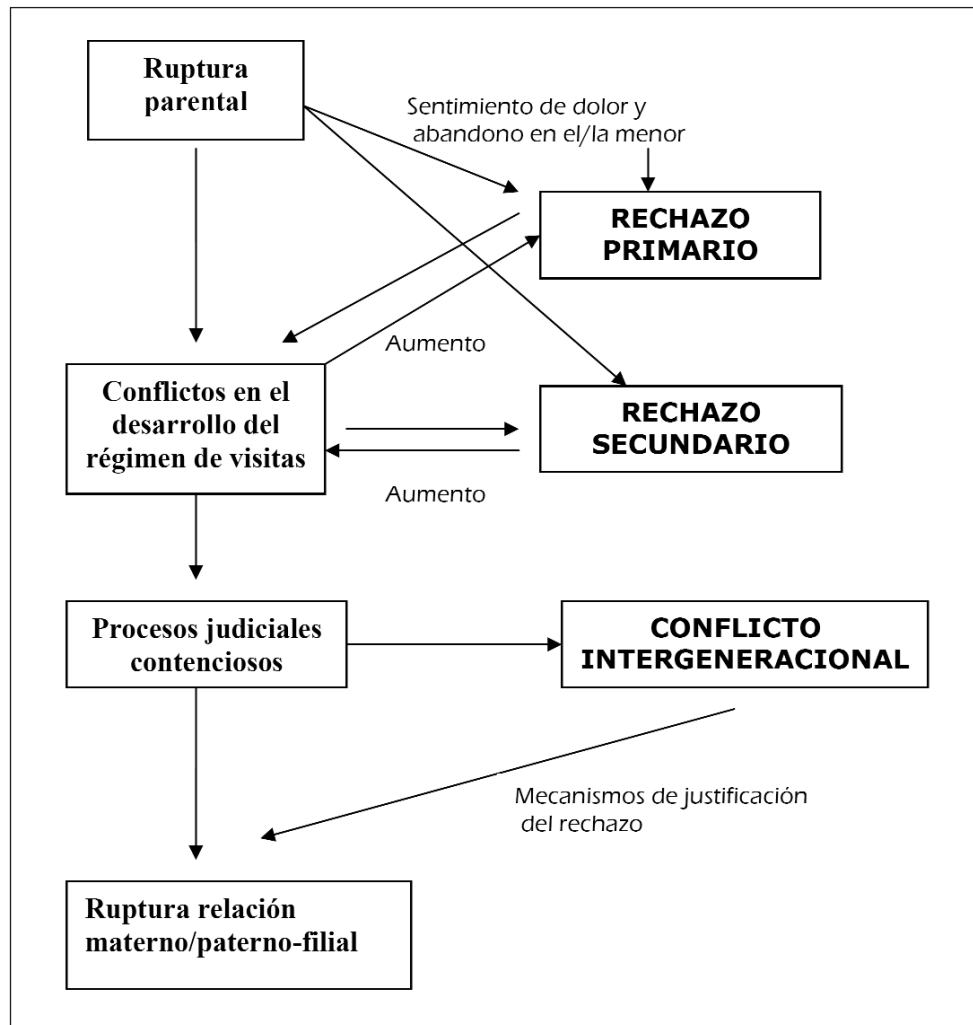 Ruptura
parental
Sentimiento de dolor y
abandono en el/la menor
RECHAZO
PRIMARIO
Aumento
Conflictos en el
desarrollo del
régimen de visitas
RECHAZO
SECUNDARIO
Aumento
Procesos judiciales
contenciosos
CONFLICTO
INTERGENERACIONAL
Mecanismos de justificación
del rechazo
Ruptura relación
materno/paterno-filial